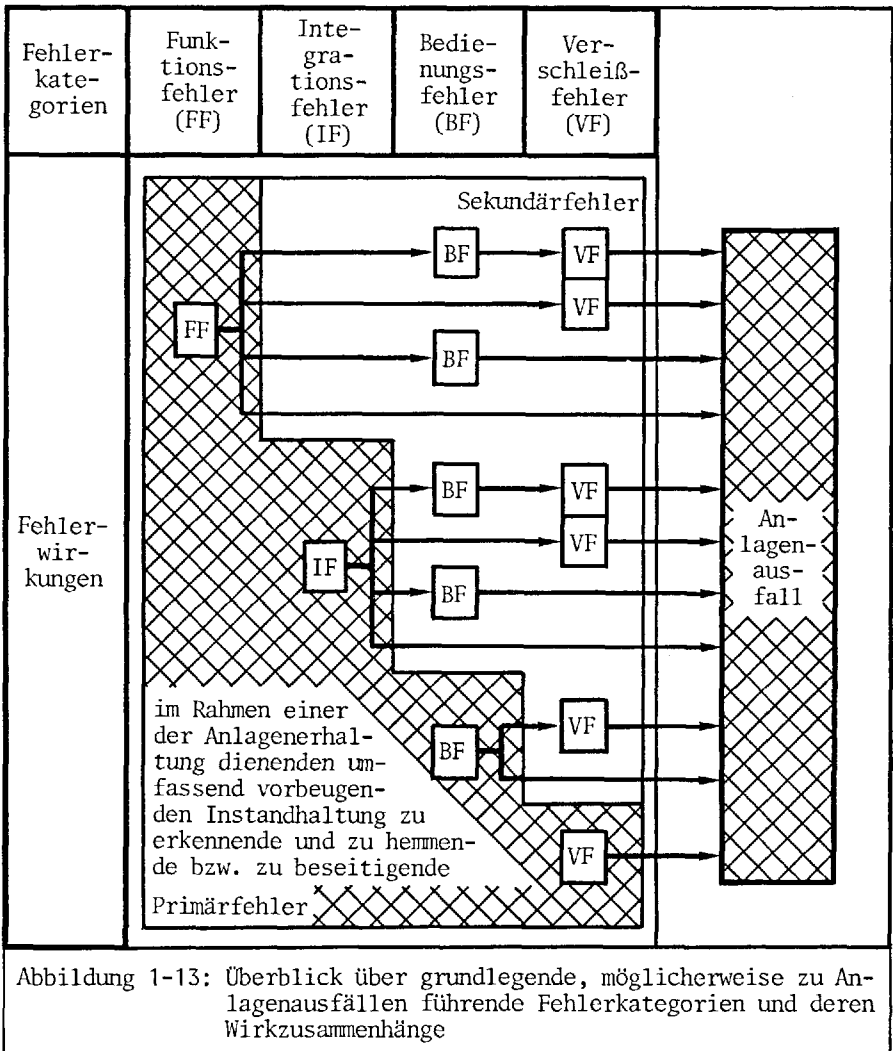 Fehler-
kate-
gorien
Funk-
tions-
fehler
(FF)
Inte-
gra-
tions-
fehler
(IF)
Bedie-
nungs-
fehler
(BF)
Ver-
schleiß-
fehler
(VF)
Fehler-
wir-
kungen
Sekundärfehler
BF
VF
VF
FF
BF
BF
VF
VF
IF
BF
An-
lagen-
aus-
fall
VF
BF
VF
im Rahmen einer
der Anlagenerhal-
tung dienenden um-
fassend vorbeugen-
den Instandhaltung zu
erkennende und zu hemmen-
de bzw. zu beseitigende
Primärfehler
Abbildung 1-13: Überblick über grundlegende, möglicherweise zu An-
lagenausfällen führende Fehlerkategorien und deren
Wirkzusammenhänge